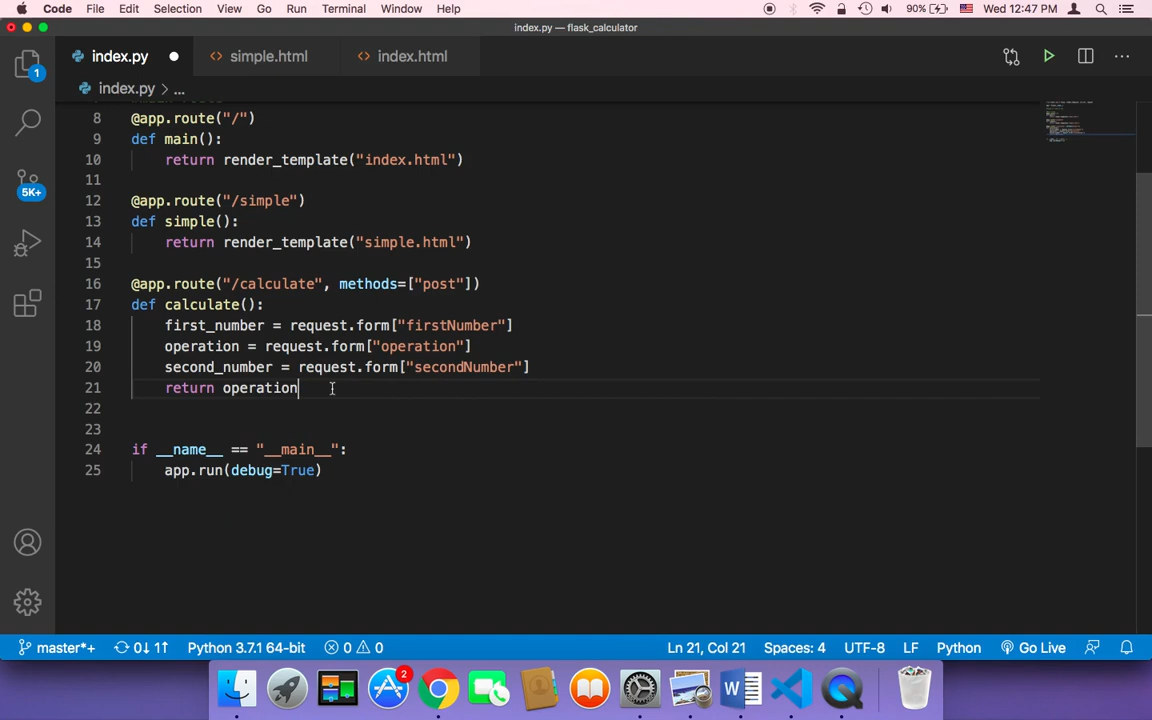 Code File Edit Selection View Go Run Terminal Window Help 90% Wed 12:47 PM
index.py — flask_calculator
index.py simple.html index.html
index.py > ...
1
5K+
8 @app.route("/")
9 def main():
10 return render_template("index.html")
11
12 @app.route("/simple")
13 def simple():
14 return render_template("simple.html")
15
16 @app.route("/calculate", methods=["post"])
17 def calculate():
18 first_number = request.form["firstNumber"]
19 operation = request.form["operation"]
20 second_number = request.form["secondNumber"]
21 return operation
22
23
24 if __name__ == "__main__":
25 app.run(debug=True)
master*+ 0↓ 1↑ Python 3.7.1 64-bit 0 0 Ln 21, Col 21 Spaces: 4 UTF-8 LF Python Go Live
2